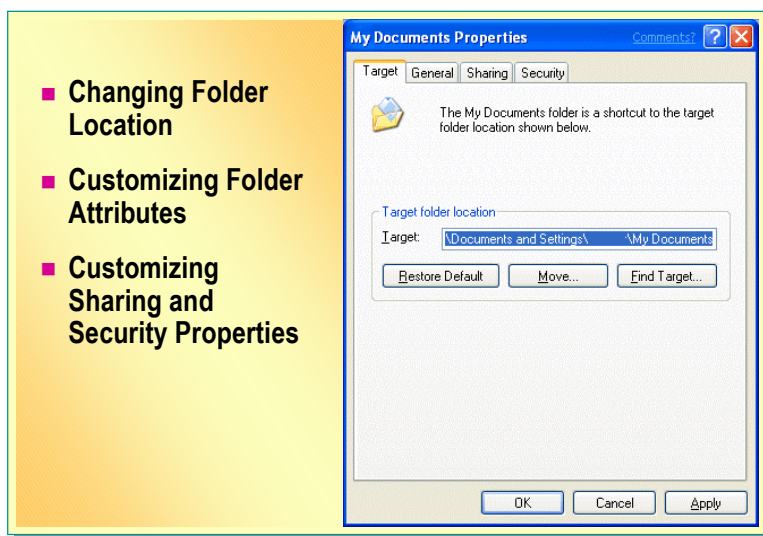 Changing Folder
Location
Customizing Folder
Attributes
Customizing
Sharing and
Security Properties
My Documents Properties
Comments?
Target General Sharing Security
The My Documents folder is a shortcut to the target
folder location shown below.
Target folder location
Target: \Documents and Settings\ \My Documents
Restore Default Move... Find Target...
OK Cancel Apply